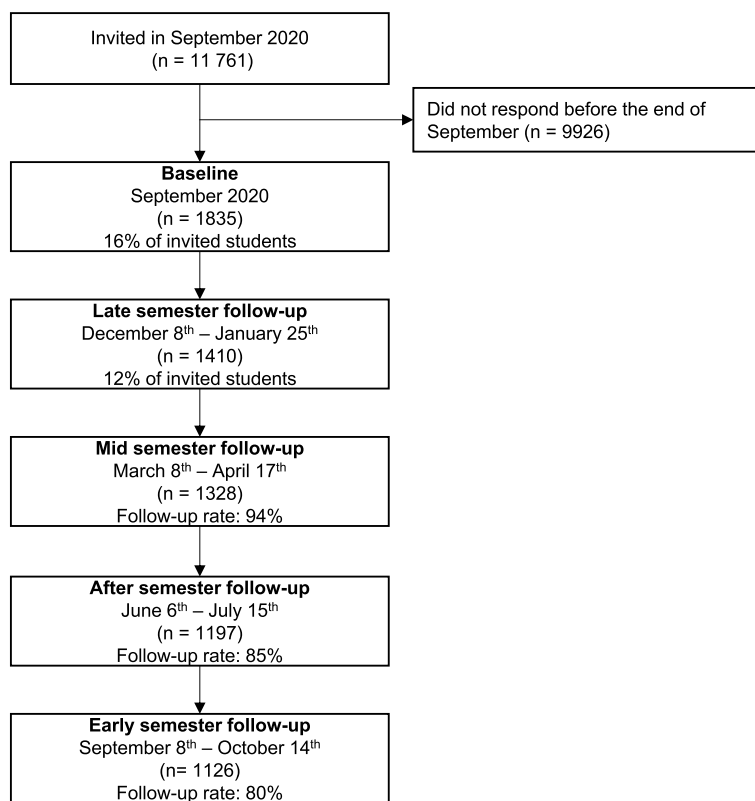 Invited in September 2020
(n = 11 761)
Did not respond before the end of
September (n = 9926)
Baseline
September 2020
(n = 1835)
16% of invited students
Late semester follow-up
December 8th – January 25th
(n = 1410)
12% of invited students
Mid semester follow-up
March 8th – April 17th
(n = 1328)
Follow-up rate: 94%
After semester follow-up
June 6th – July 15th
(n = 1197)
Follow-up rate: 85%
Early semester follow-up
September 8th – October 14th
(n= 1126)
Follow-up rate: 80%